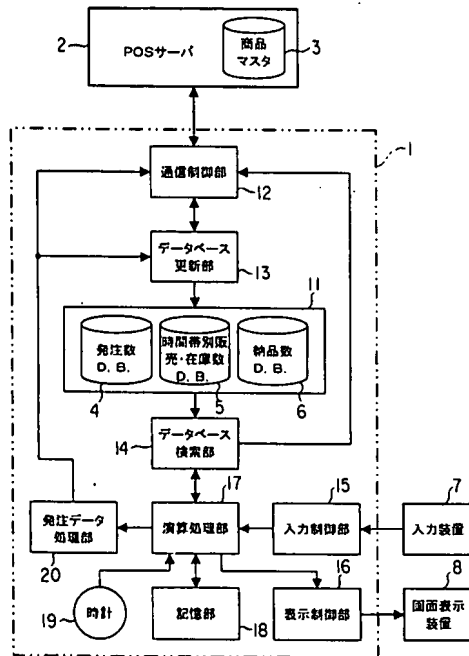 2
POSサーバ
商品
マスタ
3
1
通信制御部
12
データベース
更新部
13
11
発注数
D. B.
時間帯別販
売・在庫数
D. B.
納品数
D. B.
4
5
6
データベース
検索部
14
17
15
7
発注データ
処理部
演算処理部
入力制御部
入力装置
20
16
8
時計
19
記憶部
18
表示制御部
画面表示
装置